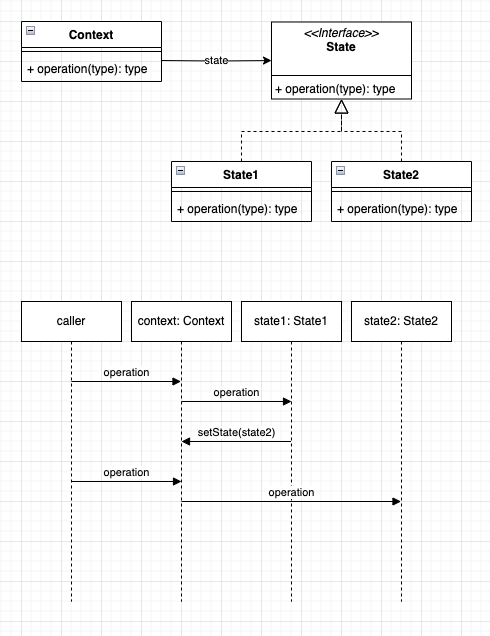 Context
+ operation(type): type
state
<<Interface>>
State
+ operation(type): type
State1
+ operation(type): type
State2
+ operation(type): type
caller
context: Context
state1: State1
state2: State2
operation
operation
setState(state2)
operation
operation